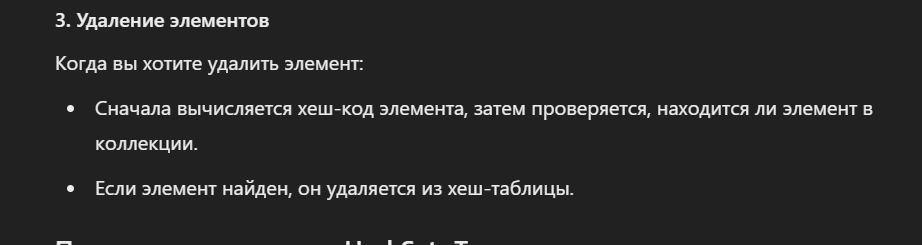 3. Удаление элементов
Когда вы хотите удалить элемент:
• Сначала вычисляется хеш-код элемента, затем проверяется, находится ли элемент в
коллекции.
• Если элемент найден, он удаляется из хеш-таблицы.